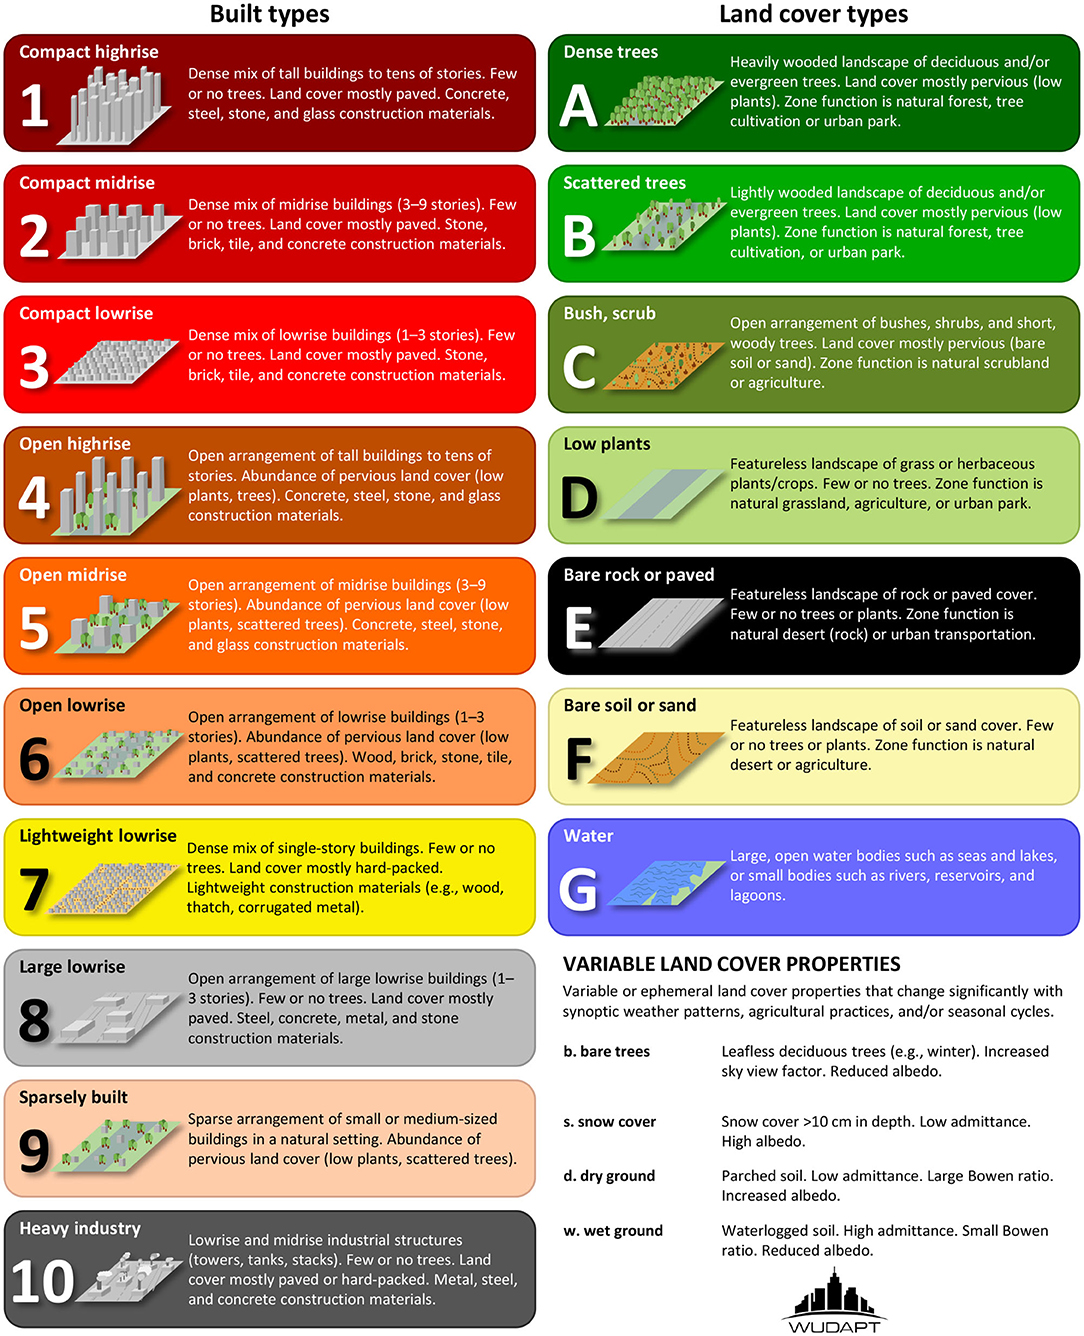 Built types
Compact highrise
1
Dense mix of tall buildings to tens of stories. Few
or no trees. Land cover mostly paved. Concrete,
steel, stone, and glass construction materials.
Compact midrise
2
Dense mix of midrise buildings (3–9 stories). Few
or no trees. Land cover mostly paved. Stone,
brick, tile, and concrete construction materials.
Compact lowrise
3
Dense mix of lowrise buildings (1–3 stories). Few
or no trees. Land cover mostly paved. Stone,
brick, tile, and concrete construction materials.
Open highrise
4
Open arrangement of tall buildings to tens of
stories. Abundance of pervious land cover (low
plants, trees). Concrete, steel, stone, and glass
construction materials.
Open midrise
5
Open arrangement of midrise buildings (3–9
stories). Abundance of pervious land cover (low
plants, scattered trees). Concrete, steel, stone,
and glass construction materials.
Open lowrise
6
Open arrangement of lowrise buildings (1–3
stories). Abundance of pervious land cover (low
plants, scattered trees). Wood, brick, stone, tile,
and concrete construction materials.
Lightweight lowrise
7
Dense mix of single-story buildings. Few or no
trees. Land cover mostly hard-packed.
Lightweight construction materials (e.g., wood,
thatch, corrugated metal).
Large lowrise
8
Open arrangement of large lowrise buildings (1–
3 stories). Few or no trees. Land cover mostly
paved. Steel, concrete, metal, and stone
construction materials.
Sparsely built
9
Sparse arrangement of small or medium-sized
buildings in a natural setting. Abundance of
pervious land cover (low plants, scattered trees).
Heavy industry
10
Lowrise and midrise industrial structures
(towers, tanks, stacks). Few or no trees. Land
cover mostly paved or hard-packed. Metal, steel,
and concrete construction materials.
Land cover types
Dense trees
A
Heavily wooded landscape of deciduous and/or
evergreen trees. Land cover mostly pervious (low
plants). Zone function is natural forest, tree
cultivation or urban park.
Scattered trees
B
Lightly wooded landscape of deciduous and/or
evergreen trees. Land cover mostly pervious (low
plants). Zone function is natural forest, tree
cultivation, or urban park.
Bush, scrub
C
Open arrangement of bushes, shrubs, and short,
woody trees. Land cover mostly pervious (bare
soil or sand). Zone function is natural scrubland
or agriculture.
Low plants
D
Featureless landscape of grass or herbaceous
plants/crops. Few or no trees. Zone function is
natural grassland, agriculture, or urban park.
Bare rock or paved
E
Featureless landscape of rock or paved cover.
Few or no trees or plants. Zone function is
natural desert (rock) or urban transportation.
Bare soil or sand
F
Featureless landscape of soil or sand cover. Few
or no trees or plants. Zone function is natural
desert or agriculture.
Water
G
Large, open water bodies such as seas and lakes,
or small bodies such as rivers, reservoirs, and
lagoons.
VARIABLE LAND COVER PROPERTIES
Variable or ephemeral land cover properties that change significantly with
synoptic weather patterns, agricultural practices, and/or seasonal cycles.
b. bare trees Leafless deciduous trees (e.g., winter). Increased
sky view factor. Reduced albedo.
s. snow cover Snow cover >10 cm in depth. Low admittance.
High albedo.
d. dry ground Parched soil. Low admittance. Large Bowen ratio.
Increased albedo.
w. wet ground Waterlogged soil. High admittance. Small Bowen
ratio. Reduced albedo.
WUDAPT